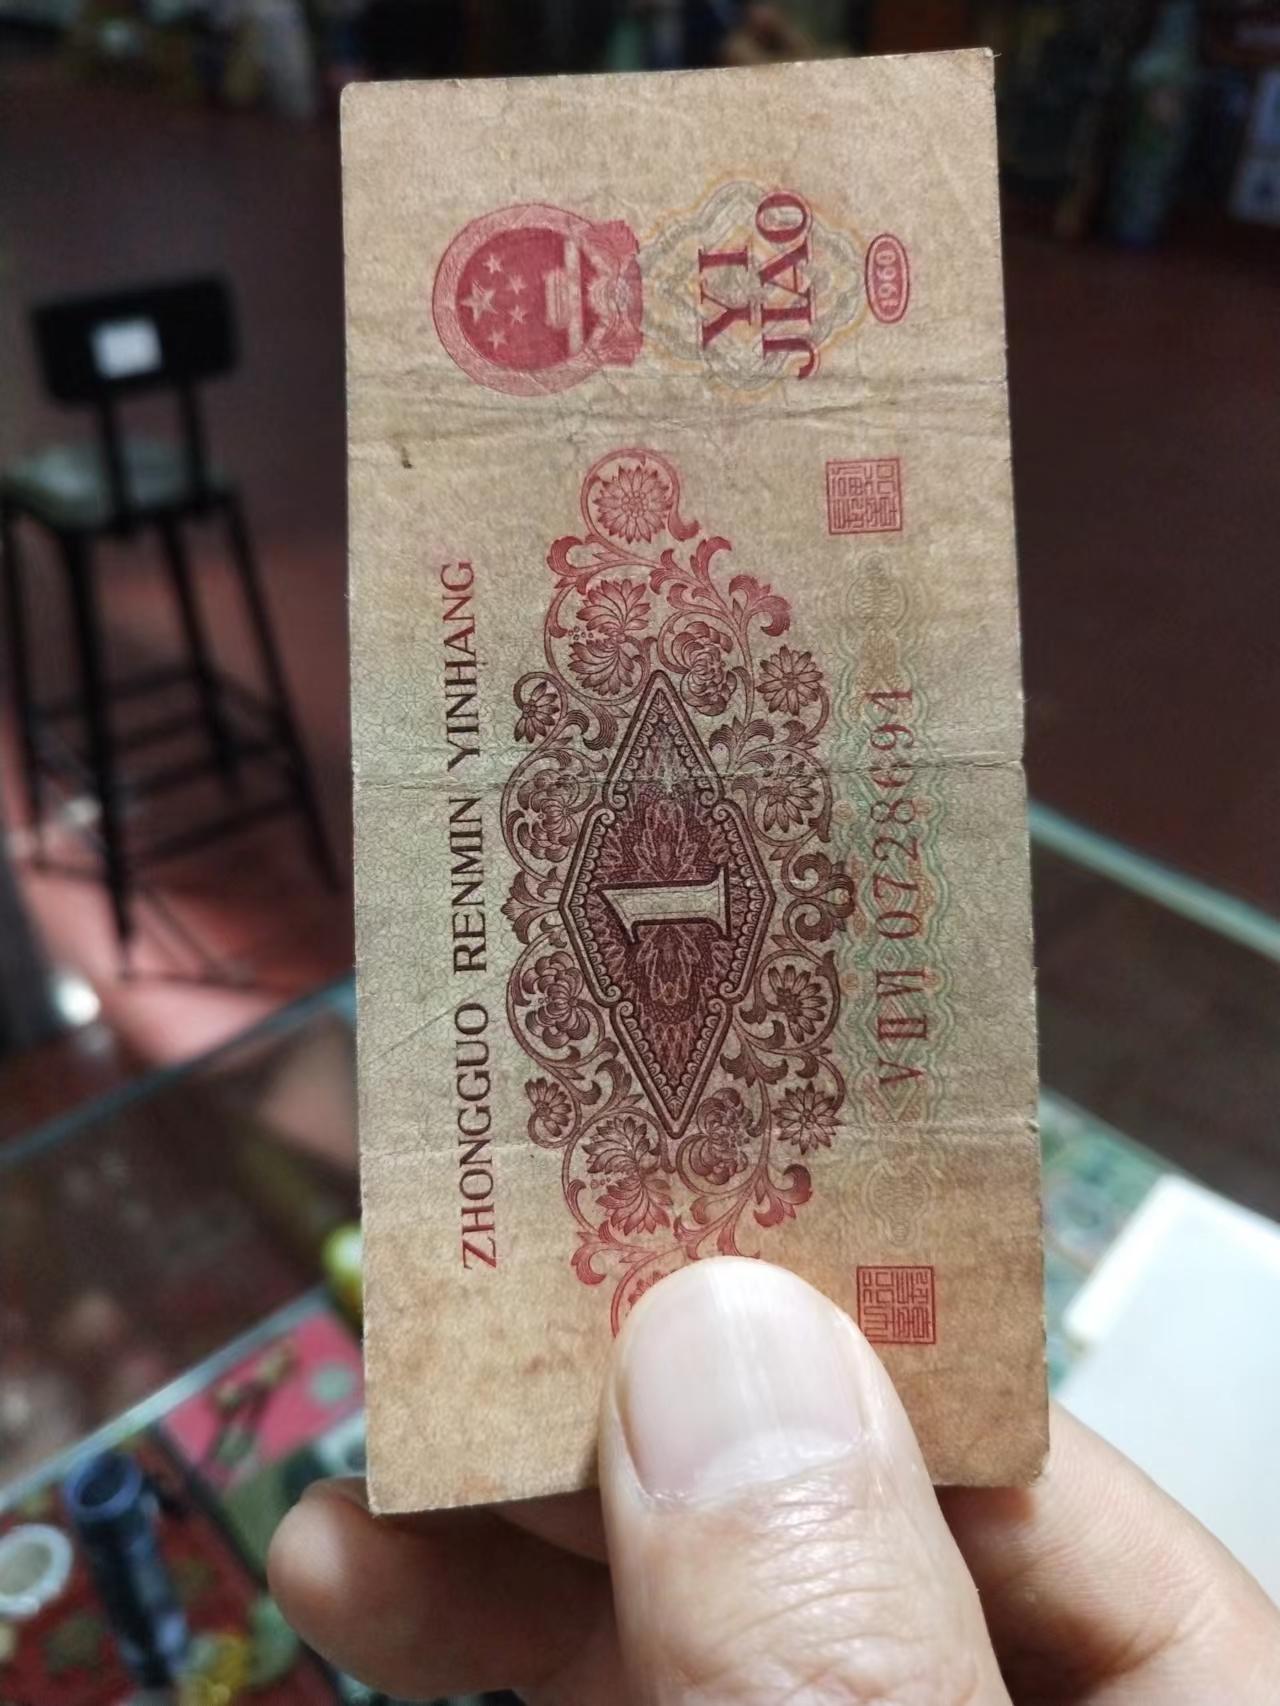 ZHONGGUO RENMIN YINHANG
YI
JIAO
1
V III VI 0728694
1960